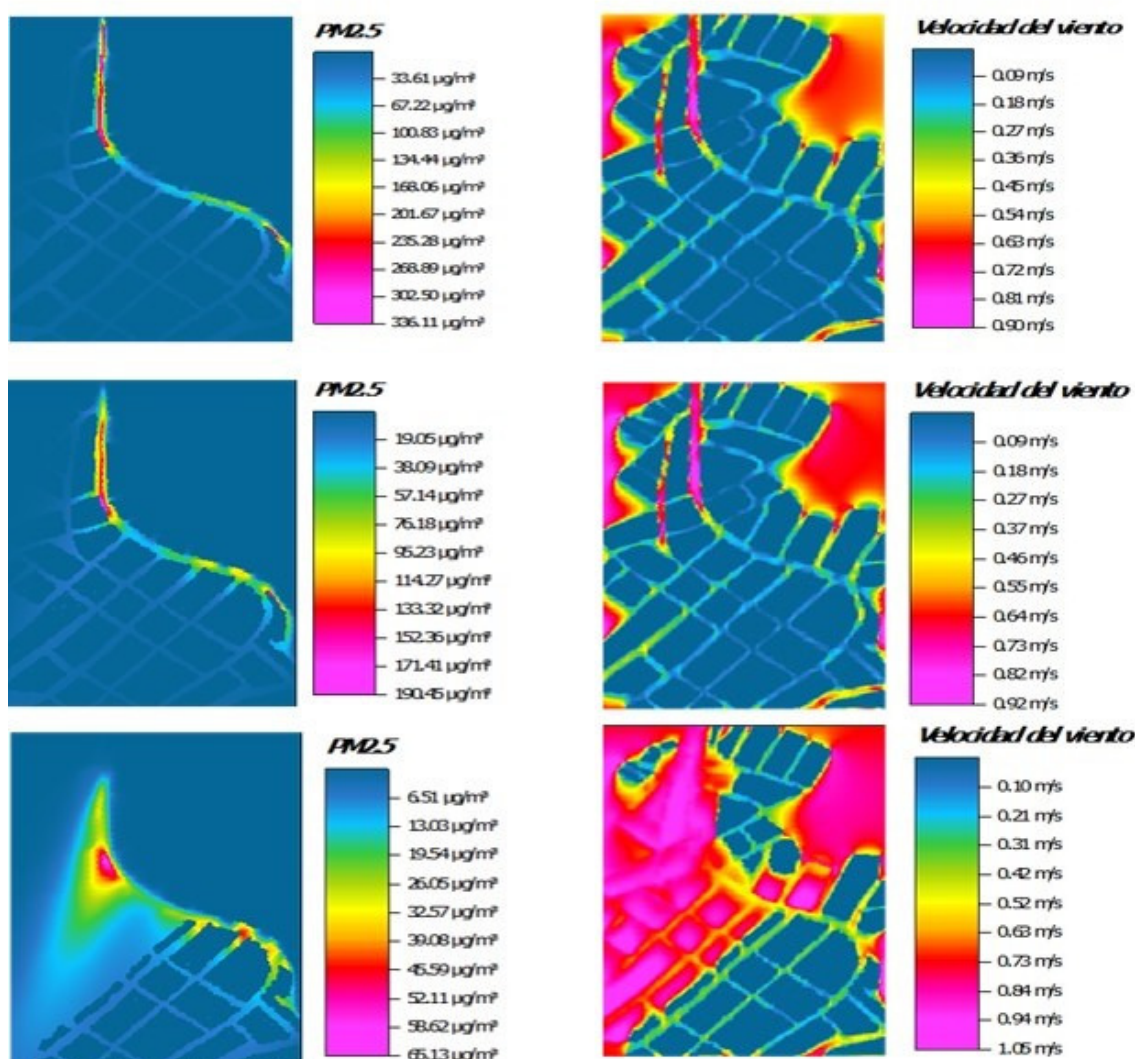 PM2.5
33.61 µg/m³
67.22 µg/m³
100.83 µg/m³
134.44 µg/m³
168.06 µg/m³
201.67 µg/m³
235.28 µg/m³
268.89 µg/m³
302.50 µg/m³
336.11 µg/m³
Velocidad del viento
0.09 m/s
0.18 m/s
0.27 m/s
0.36 m/s
0.45 m/s
0.54 m/s
0.63 m/s
0.72 m/s
0.81 m/s
0.90 m/s
PM2.5
19.05 µg/m³
38.09 µg/m³
57.14 µg/m³
76.18 µg/m³
95.23 µg/m³
114.27 µg/m³
133.32 µg/m³
152.36 µg/m³
171.41 µg/m³
190.45 µg/m³
Velocidad del viento
0.09 m/s
0.18 m/s
0.27 m/s
0.37 m/s
0.46 m/s
0.55 m/s
0.64 m/s
0.73 m/s
0.82 m/s
0.92 m/s
PM2.5
6.51 µg/m³
13.03 µg/m³
19.54 µg/m³
26.05 µg/m³
32.57 µg/m³
39.08 µg/m³
45.59 µg/m³
52.11 µg/m³
58.62 µg/m³
65.13 µg/m³
Velocidad del viento
0.10 m/s
0.21 m/s
0.31 m/s
0.42 m/s
0.52 m/s
0.63 m/s
0.73 m/s
0.84 m/s
0.94 m/s
1.05 m/s